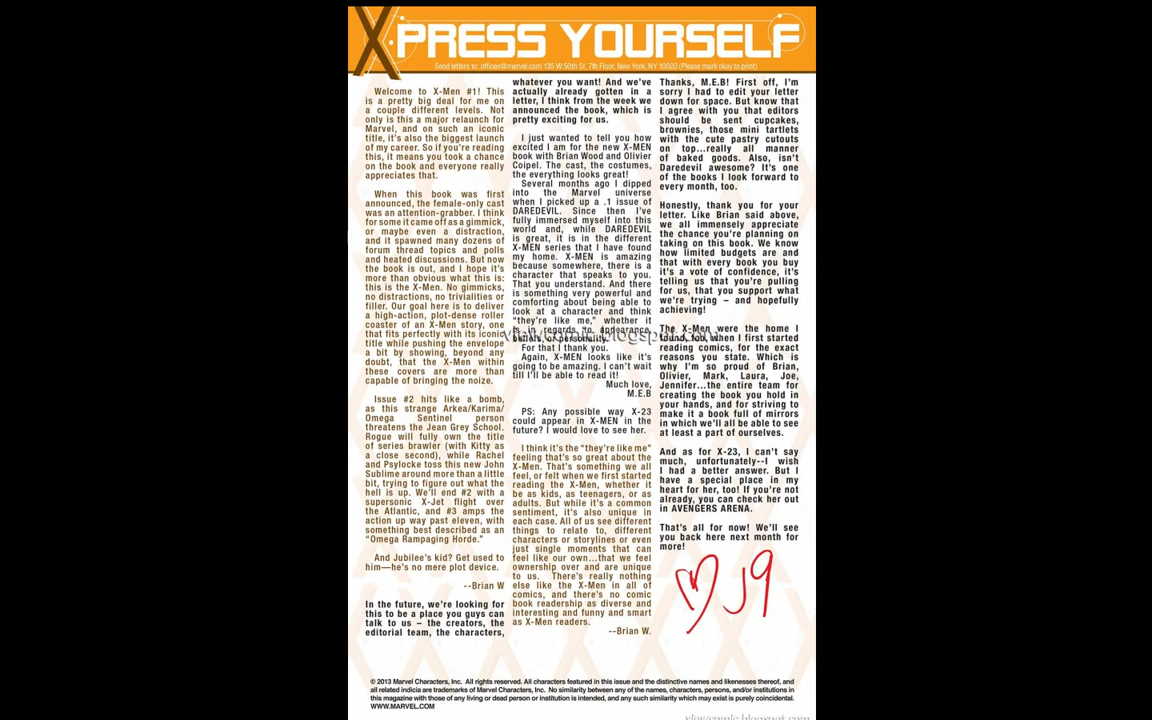 X-PRESS YOURSELF
Send letters to: officex@marvel.com 135 W 50th St, 7th Floor, New York, NY 10020 (Please mark okay to print)
Welcome to X-Men #1! This
is a pretty big deal for me on
a couple different levels. Not
only is this a major relaunch for
Marvel, and on such an iconic
title, it's also the biggest launch
of my career. So if you're reading
this, it means you took a chance
on the book and everyone really
appreciates that.
When this book was first
announced, the female-only cast
was an attention-grabber. I think
for some it came off as a gimmick,
or maybe even a distraction,
and it spawned many dozens of
forum thread topics and polls
and heated discussions. But now
the book is out, and I hope it's
more than obvious what this is:
this is the X-Men. No gimmicks,
no distractions, no trivialities or
filler. Our goal here is to deliver
a high-action, plot-dense roller
coaster of an X-Men story, one
that fits perfectly with its iconic
title while pushing the envelope
a bit by showing, beyond any
doubt, that the X-Men within
these covers are more than
capable of bringing the noize.
Issue #2 hits like a bomb,
as this strange Arkea/Karima/
Omega Sentinel person
threatens the Jean Grey School.
Rogue will fully own the title
of series brawler (with Kitty as
a close second), while Rachel
and Psylocke toss this new John
Sublime around more than a little
bit, trying to figure out what the
hell is up. We'll end #2 with a
supersonic X-Jet flight over
the Atlantic, and #3 amps the
action up way past eleven, with
something best described as an
"Omega Rampaging Horde."
And Jubilee's kid? Get used to
him—he's no mere plot device.
--Brian W
In the future, we're looking for
this to be a place you guys can
talk to us – the creators, the
editorial team, the characters,
whatever you want! And we've
actually already gotten in a
letter, I think from the week we
announced the book, which is
pretty exciting for us.
I just wanted to tell you how
excited I am for the new X-MEN
book with Brian Wood and Olivier
Coipel. The cast, the costumes,
the everything looks great!
Several months ago I dipped
into the Marvel universe
when I picked up a .1 issue of
DAREDEVIL. Since then I've
fully immersed myself into this
world and, while DAREDEVIL
is great, it is in the different
X-MEN series that I have found
my home. X-MEN is amazing
because somewhere, there is a
character that speaks to you.
That you understand. And there
is something very powerful and
comforting about being able to
look at a character and think
"they're like me," whether it
is in regards to appearance,
beliefs, or personality.
For that I thank you.
Again, X-MEN looks like it's
going to be amazing. I can't wait
till I'll be able to read it!
Much love,
M.E.B
PS: Any possible way X-23
could appear in X-MEN in the
future? I would love to see her.
I think it's the "they're like me"
feeling that's so great about the
X-Men. That's something we all
feel, or felt when we first started
reading the X-Men, whether it
be as kids, as teenagers, or as
adults. But while it's a common
sentiment, it's also unique in
each case. All of us see different
things to relate to, different
characters or storylines or even
just single moments that can
feel like our own...that we feel
ownership over and are unique
to us. There's really nothing
else like the X-Men in all of
comics, and there's no comic
book readership as diverse and
interesting and funny and smart
as X-Men readers.
--Brian W.
Thanks, M.E.B! First off, I'm
sorry I had to edit your letter
down for space. But know that
I agree with you that editors
should be sent cupcakes,
brownies, those mini tartlets
with the cute pastry cutouts
on top...really all manner
of baked goods. Also, isn't
Daredevil awesome? It's one
of the books I look forward to
every month, too.
Honestly, thank you for your
letter. Like Brian said above,
we all immensely appreciate
the chance you're planning on
taking on this book. We know
how limited budgets are and
that with every book you buy
it's a vote of confidence, it's
telling us that you're pulling
for us, that you support what
we're trying – and hopefully
achieving!
The X-Men were the home I
found, too, when I first started
reading comics, for the exact
reasons you state. Which is
why I'm so proud of Brian,
Olivier, Mark, Laura, Joe,
Jennifer...the entire team for
creating the book you hold in
your hands, and for striving to
make it a book full of mirrors
in which we'll all be able to see
at least a part of ourselves.
And as for X-23, I can't say
much, unfortunately--I wish
I had a better answer. But I
have a special place in my
heart for her, too! If you're not
already, you can check her out
in AVENGERS ARENA.
That's all for now! We'll see
you back here next month for
more!
J9
viewcomic.blogspot.com
© 2013 Marvel Characters, Inc. All rights reserved. All characters featured in this issue and the distinctive names and likenesses thereof, and
all related indicia are trademarks of Marvel Characters, Inc. No similarity between any of the names, characters, persons, and/or institutions in
this magazine with those of any living or dead person or institution is intended, and any such similarity which may exist is purely coincidental.
WWW.MARVEL.COM
viewcomic.blogspot.com